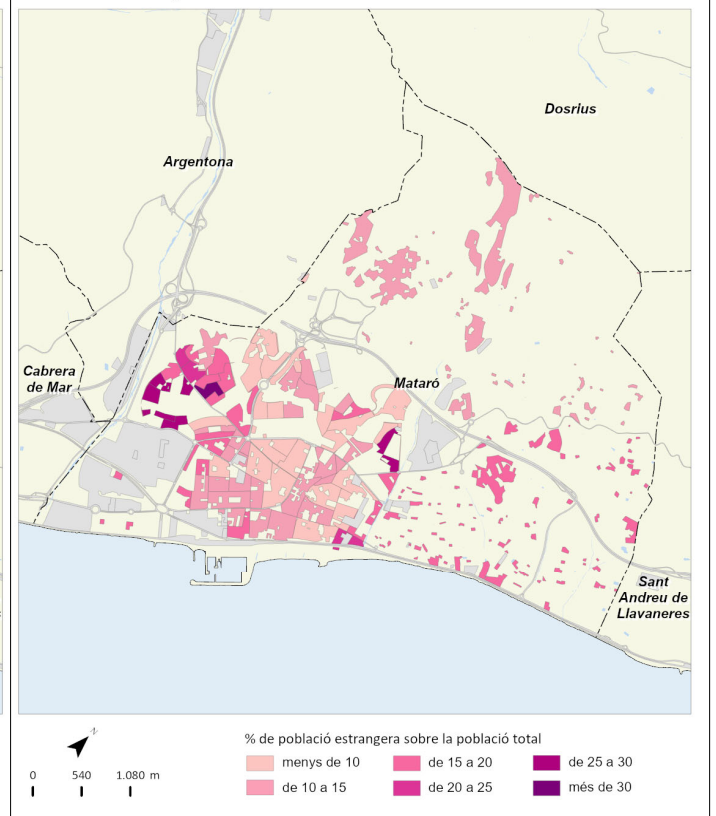 Dosrius
Argentona
Cabrera
de Mar
Mataró
Sant
Andreu de
Llavaneres
N
% de població estrangera sobre la població total
0 540 1.080 m
menys de 10
de 15 a 20
de 25 a 30
de 10 a 15
de 20 a 25
més de 30